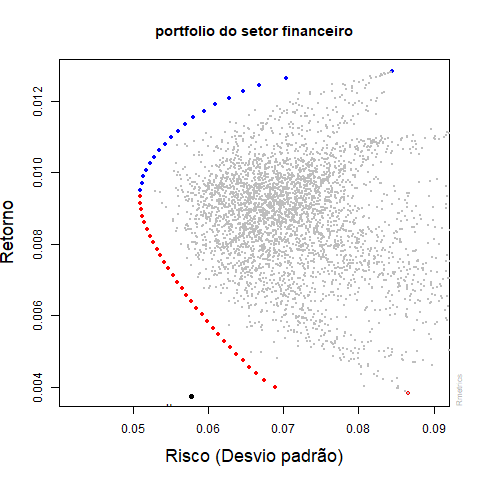 portfolio do setor financeiro
Retorno
0.012
0.010
0.008
0.006
0.004
0.05 0.06 0.07 0.08 0.09
Risco (Desvio padrão)
Rmetrics